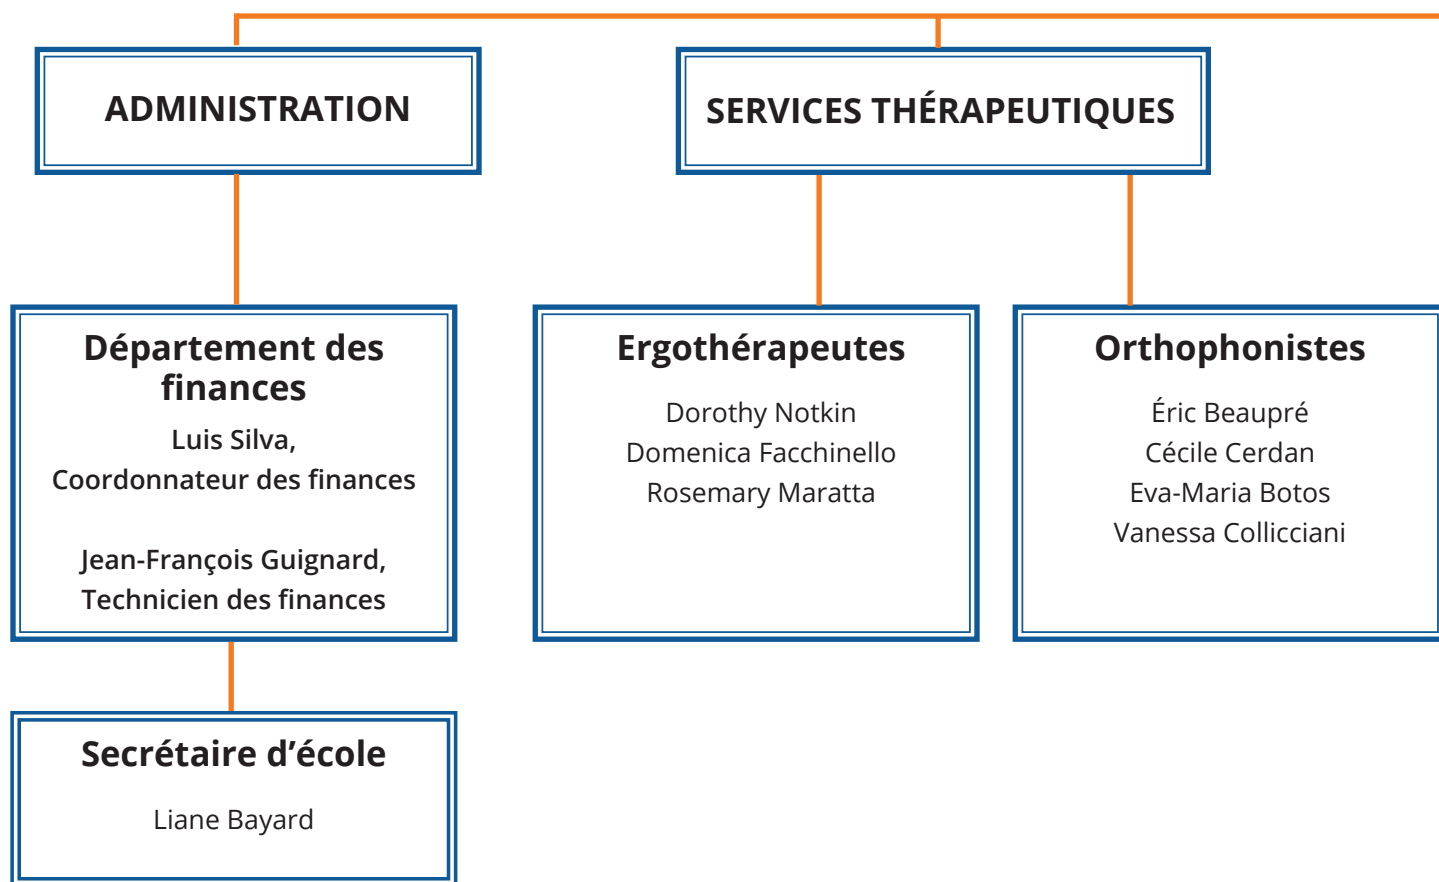 ADMINISTRATION
SERVICES THÉRAPEUTIQUES
Département des
finances
Luis Silva,
Coordonnateur des finances
Jean-François Guignard,
Technicien des finances
Ergothérapeutes
Dorothy Notkin
Domenica Facchinello
Rosemary Maratta
Orthophonistes
Éric Beaupré
Cécile Cerdan
Eva-Maria Botos
Vanessa Collicciani
Secrétaire d’école
Liane Bayard